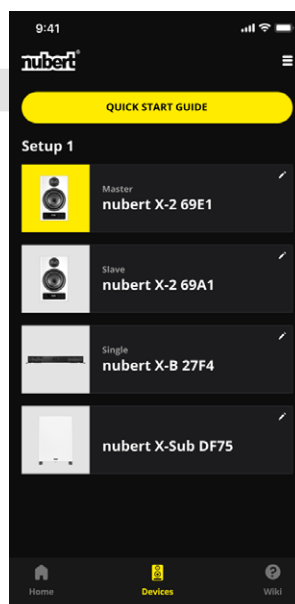 9:41
nubert
QUICK START GUIDE
Setup 1
Master
nubert X-2 69E1
Slave
nubert X-2 69A1
Single
nubert X-B 27F4
nubert X-Sub DF75
Home
Devices
Wiki